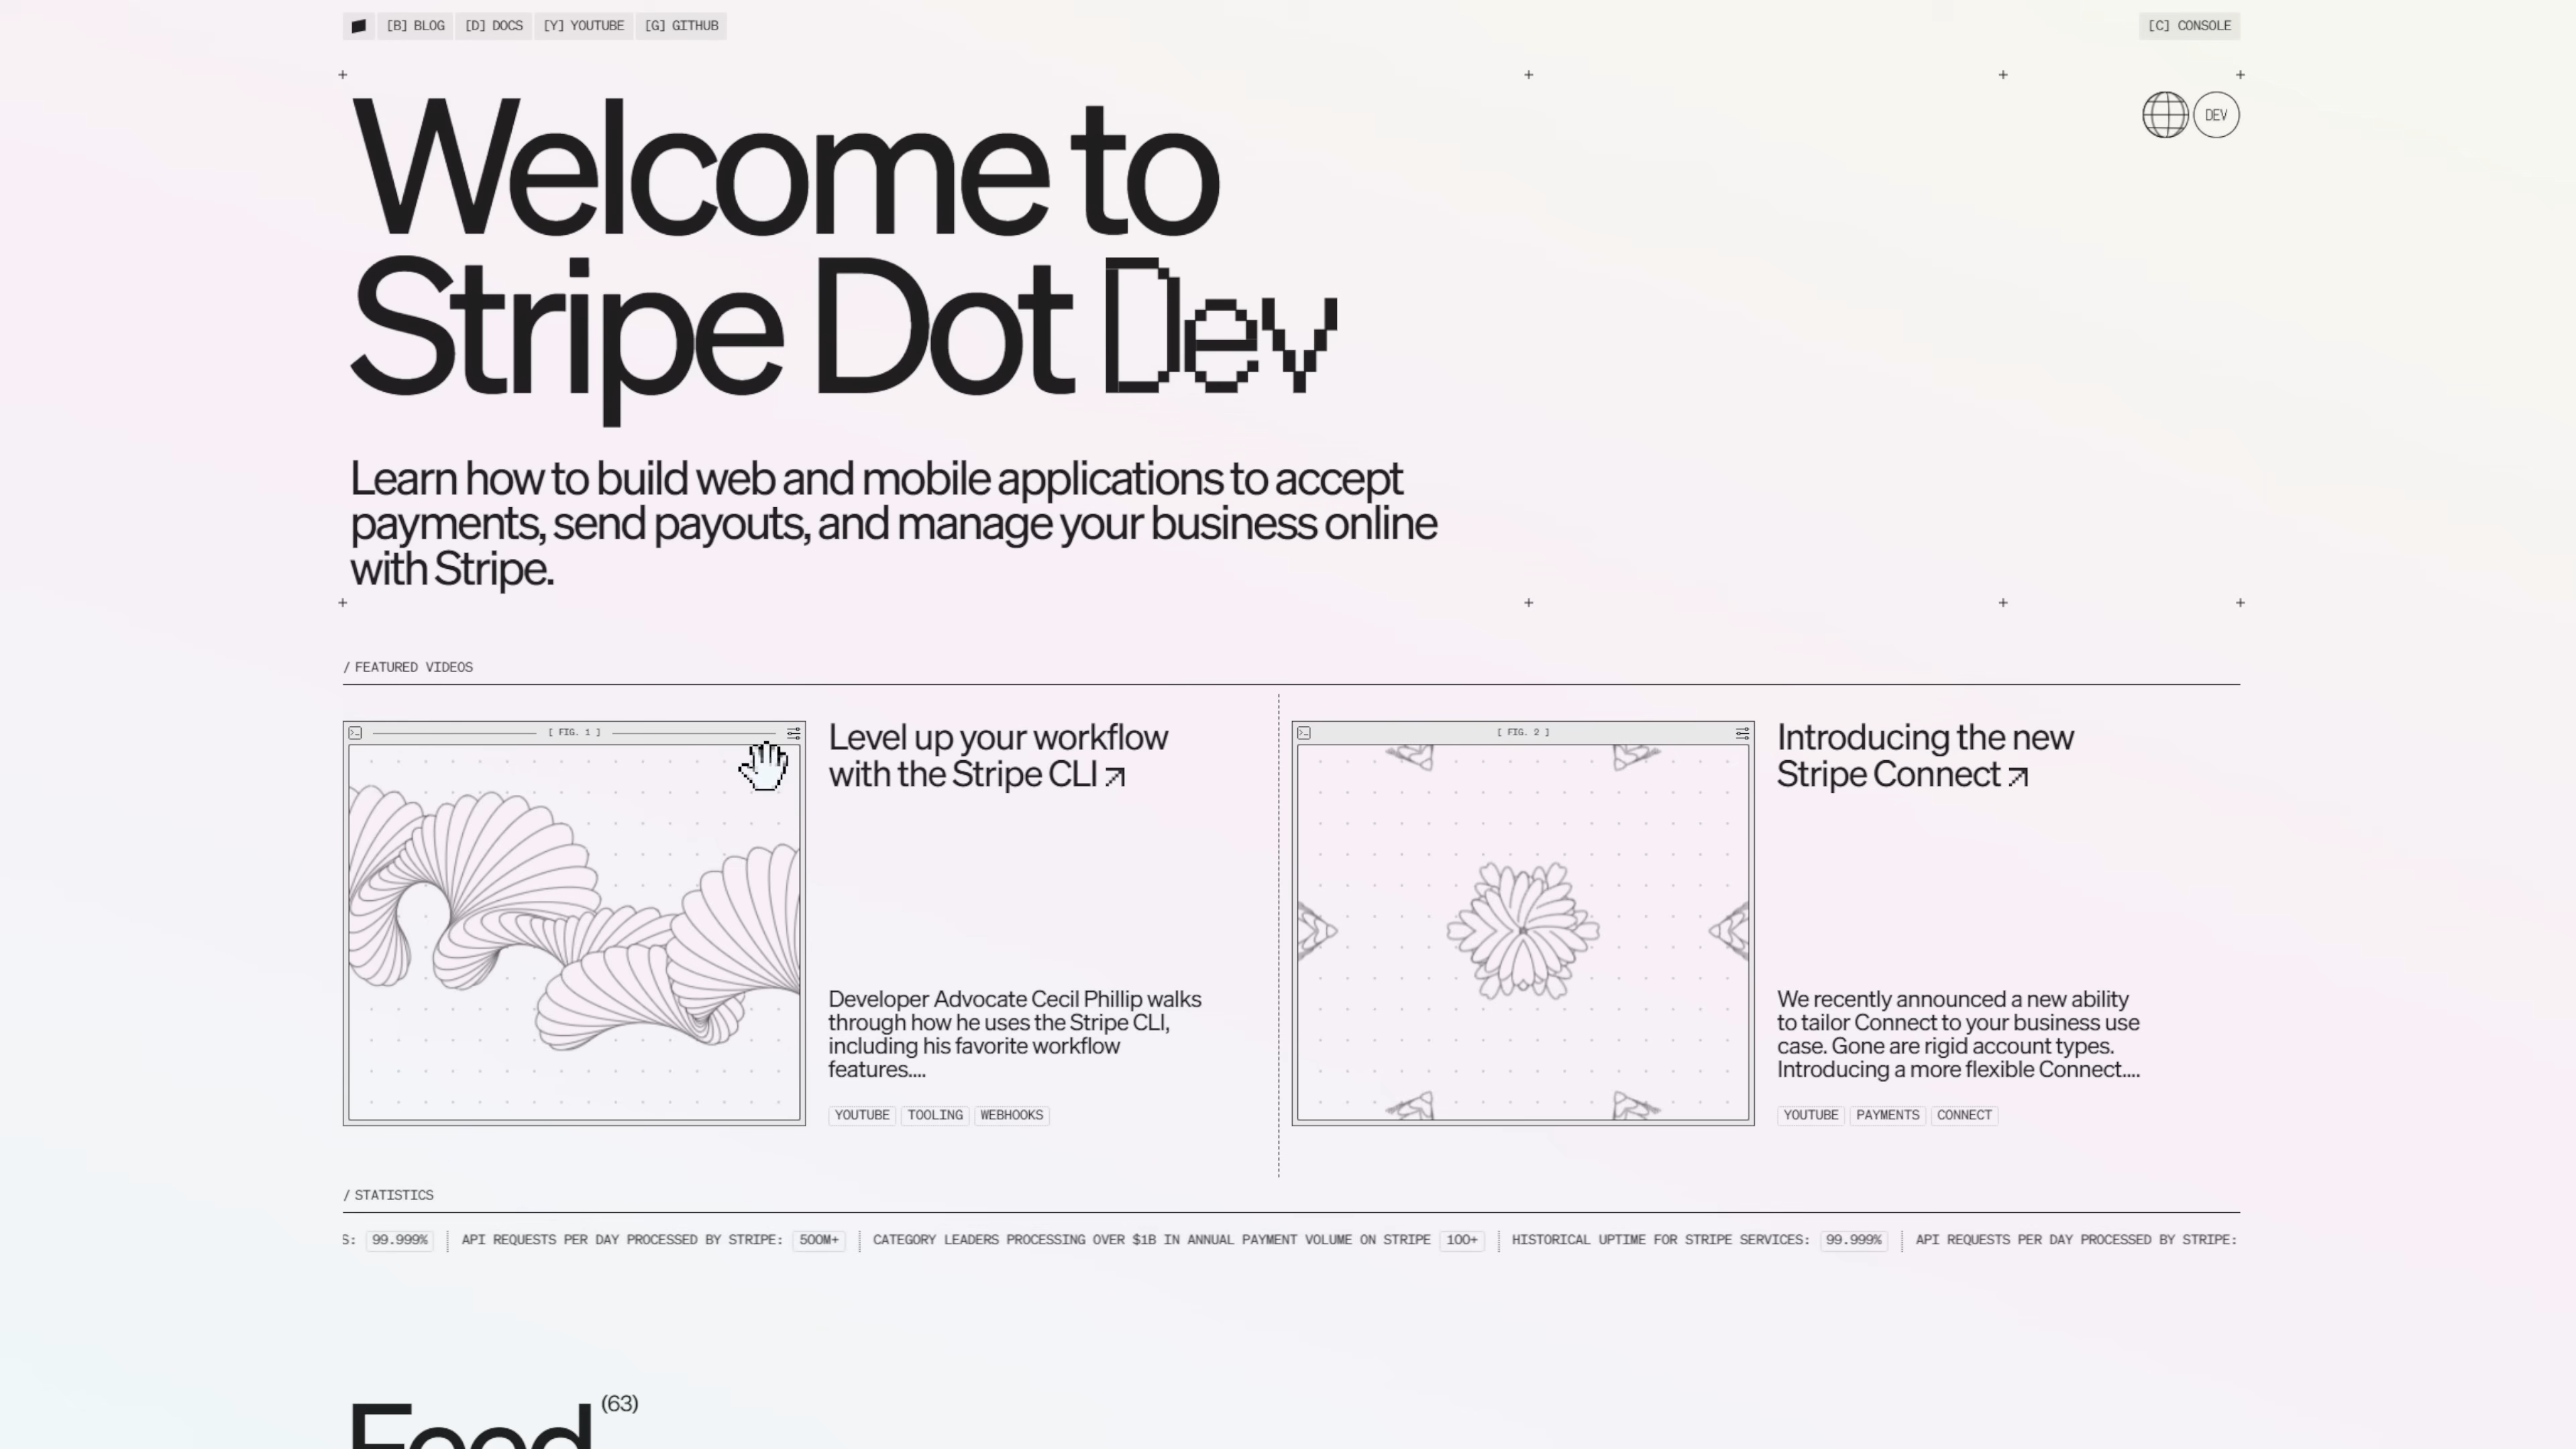 [B] BLOG [D] DOCS [Y] YOUTUBE [G] GITHUB [C] CONSOLE
DEV
Welcome to
Stripe Dot Dev
Learn how to build web and mobile applications to accept
payments, send payouts, and manage your business online
with Stripe.
/ FEATURED VIDEOS
[ FIG. 1 ]
Level up your workflow
with the Stripe CLI
Developer Advocate Cecil Phillip walks
through how he uses the Stripe CLI,
including his favorite workflow
features....
YOUTUBE TOOLING WEBHOOKS
[ FIG. 2 ]
Introducing the new
Stripe Connect
We recently announced a new ability
to tailor Connect to your business use
case. Gone are rigid account types.
Introducing a more flexible Connect....
YOUTUBE PAYMENTS CONNECT
/ STATISTICS
S: 99.999% API REQUESTS PER DAY PROCESSED BY STRIPE: 500M+ CATEGORY LEADERS PROCESSING OVER $1B IN ANNUAL PAYMENT VOLUME ON STRIPE 100+ HISTORICAL UPTIME FOR STRIPE SERVICES: 99.999% API REQUESTS PER DAY PROCESSED BY STRIPE:
Feed (63)